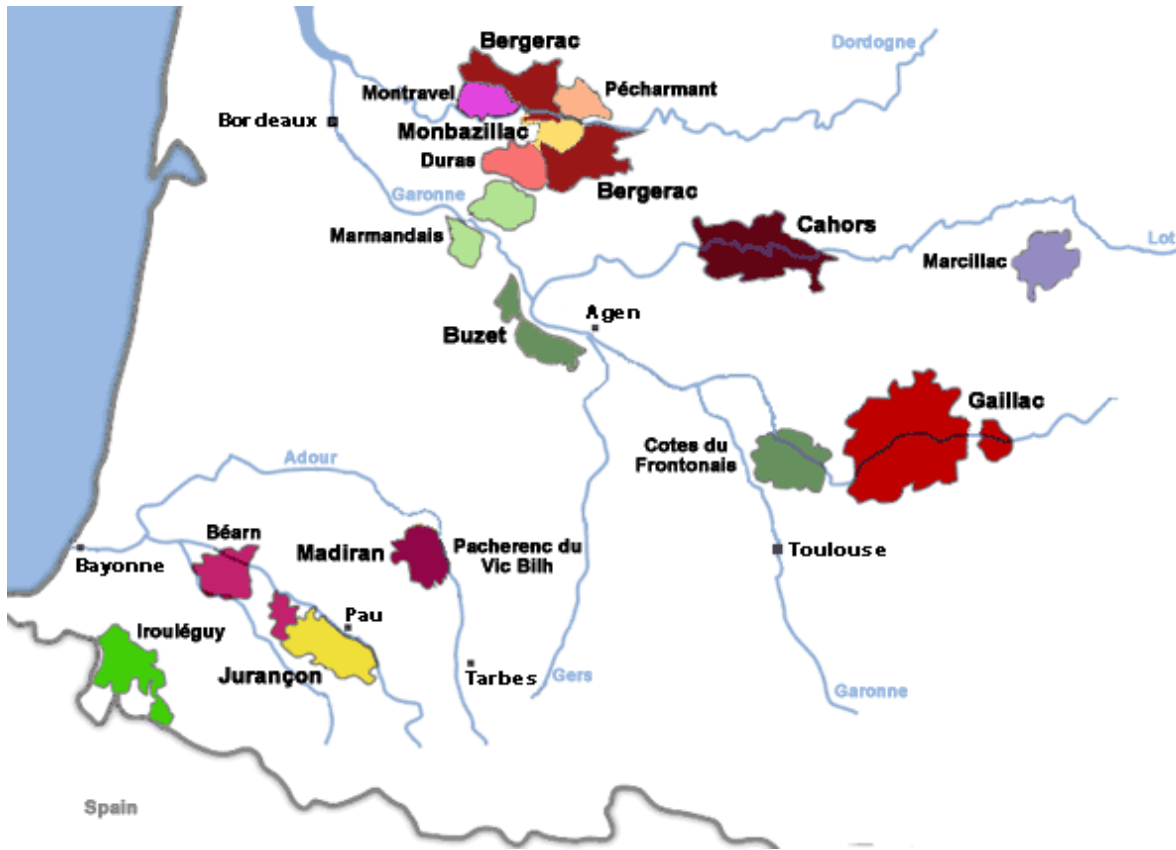 Bergerac
Dordogne
Montravel
Pécharmant
Bordeaux
Monbazillac
Duras
Bergerac
Garonne
Marmandais
Cahors
Lot
Marcillac
Agen
Buzet
Gaillac
Cotes du
Frontonais
Adour
Béarn
Madiran
Pacherenc du
Vic Bilh
Toulouse
Bayonne
Pau
Irouléguy
Jurançon
Tarbes
Gers
Garonne
Spain